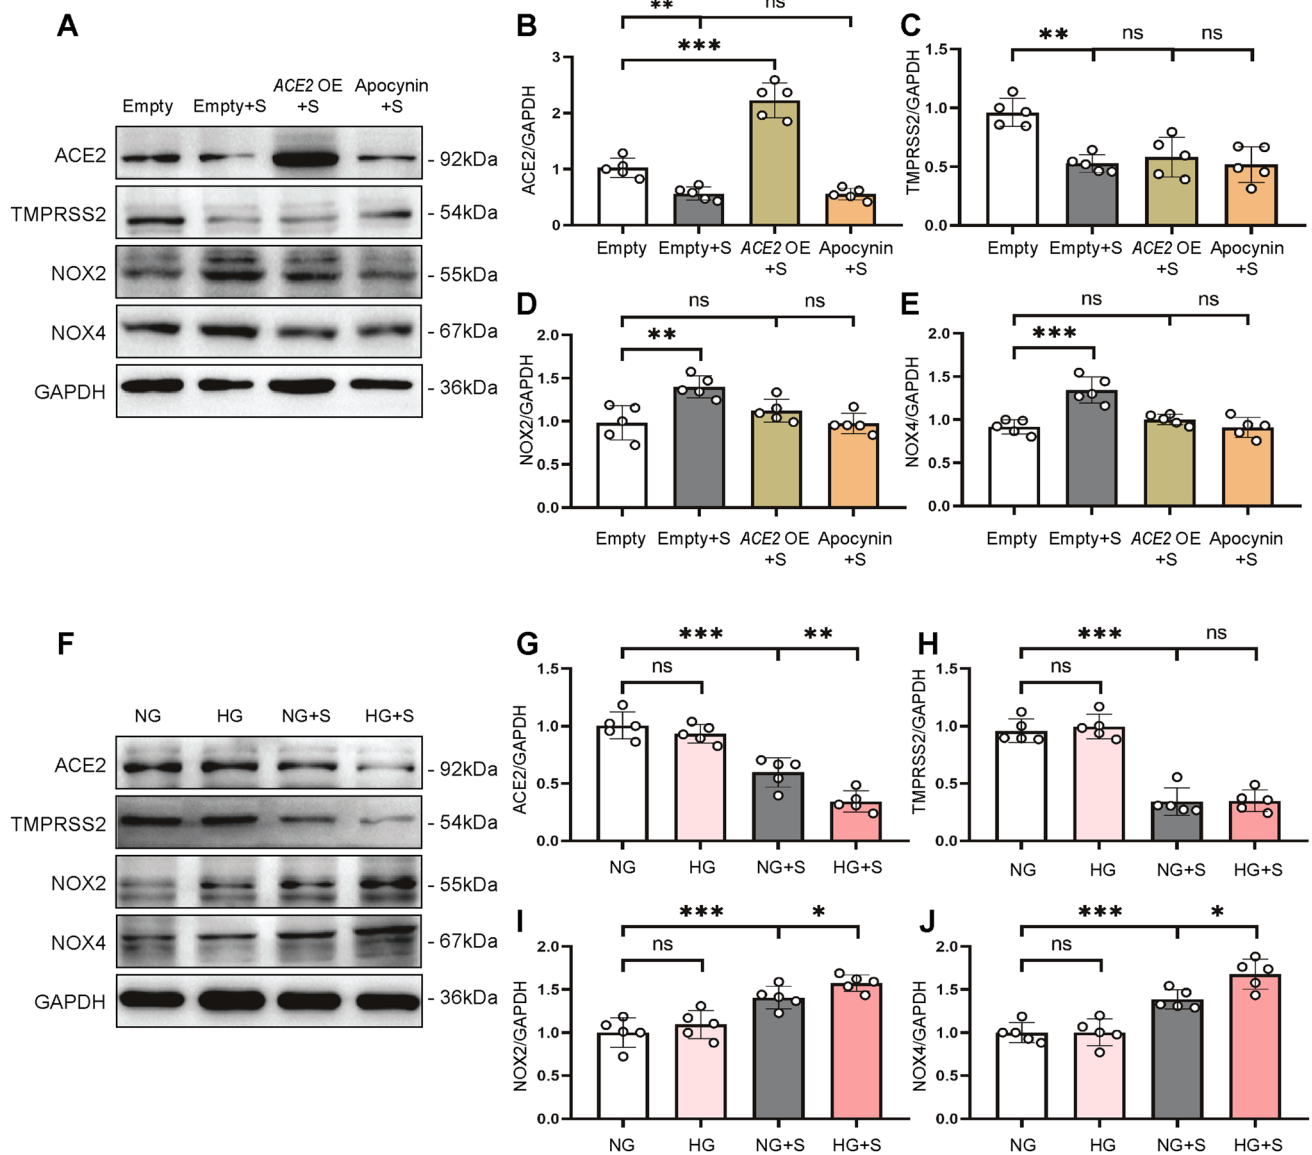 A
Empty
Empty+S
ACE2 OE
+S
Apocynin
+S
ACE2
- 92kDa
TMPRSS2
- 54kDa
NOX2
- 55kDa
NOX4
- 67kDa
GAPDH
- 36kDa
B
**
ns
***
ACE2/GAPDH
3
2
1
0
Empty
Empty+S
ACE2 OE
+S
Apocynin
+S
C
**
ns
ns
TMPRSS2/GAPDH
1.5
1.0
0.5
0.0
Empty
Empty+S
ACE2 OE
+S
Apocynin
+S
D
ns
ns
**
NOX2/GAPDH
2.0
1.5
1.0
0.5
0.0
Empty
Empty+S
ACE2 OE
+S
Apocynin
+S
E
ns
ns
***
NOX4/GAPDH
2.0
1.5
1.0
0.5
0.0
Empty
Empty+S
ACE2 OE
+S
Apocynin
+S
F
NG
HG
NG+S
HG+S
ACE2
- 92kDa
TMPRSS2
- 54kDa
NOX2
- 55kDa
NOX4
- 67kDa
GAPDH
- 36kDa
G
***
**
ns
ACE2/GAPDH
1.5
1.0
0.5
0.0
NG
HG
NG+S
HG+S
H
***
ns
ns
TMPRSS2/GAPDH
1.5
1.0
0.5
0.0
NG
HG
NG+S
HG+S
I
***
*
ns
NOX2/GAPDH
2.0
1.5
1.0
0.5
0.0
NG
HG
NG+S
HG+S
J
***
*
ns
NOX4/GAPDH
2.0
1.5
1.0
0.5
0.0
NG
HG
NG+S
HG+S